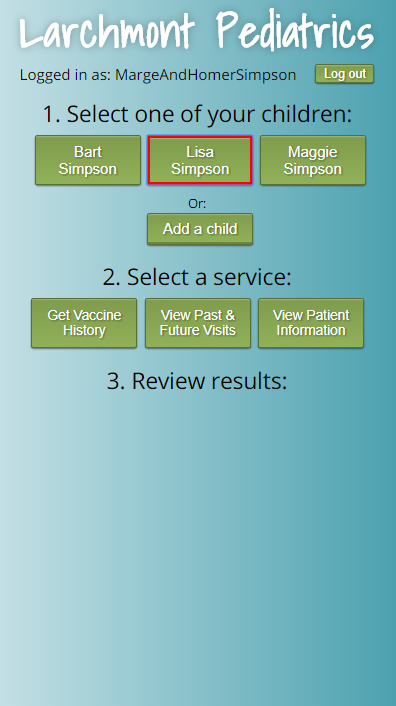 Larchmont Pediatrics
Logged in as: MargeAndHomerSimpson
Log out
1. Select one of your children:
Bart
Simpson
Lisa
Simpson
Maggie
Simpson
Or:
Add a child
2. Select a service:
Get Vaccine
History
View Past &
Future Visits
View Patient
Information
3. Review results: